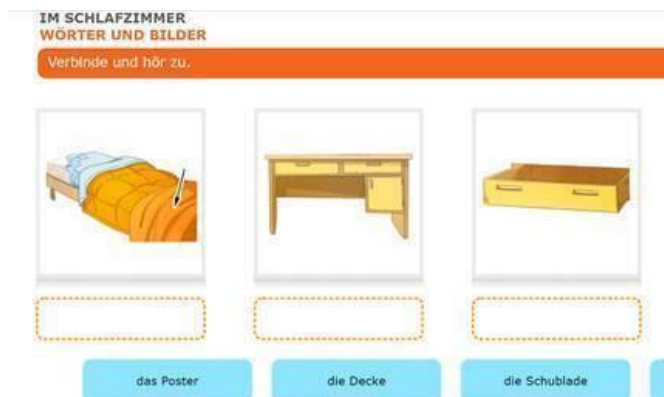 IM SCHLAFZIMMER
WÖRTER UND BILDER
Verbinde und hör zu.
das Poster
die Decke
die Schublade